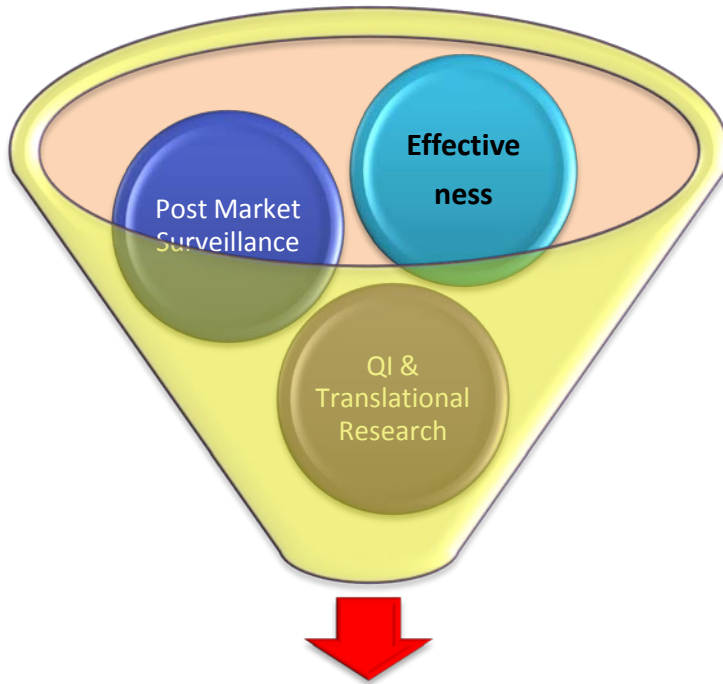 Post Market
Surveillance
Effective
ness
QI &
Translational
Research